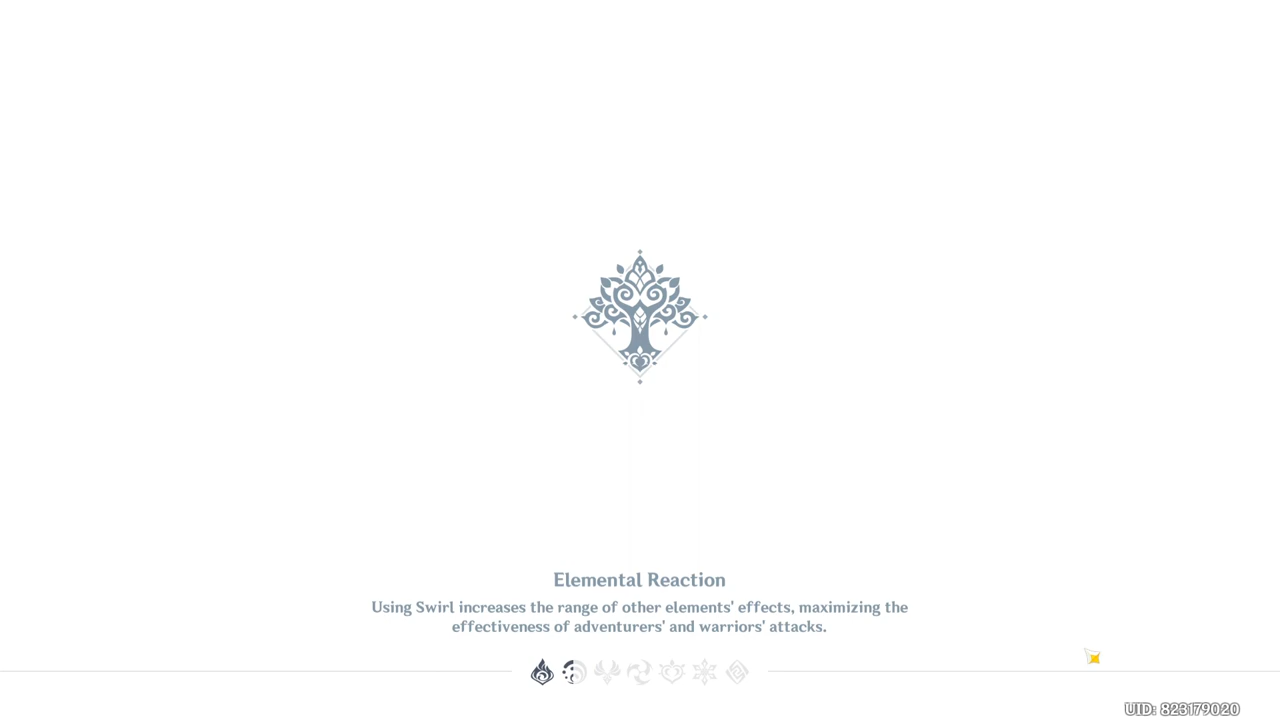 Elemental Reaction
Using Swirl increases the range of other elements' effects, maximizing the
effectiveness of adventurers' and warriors' attacks.
UID: 823179020